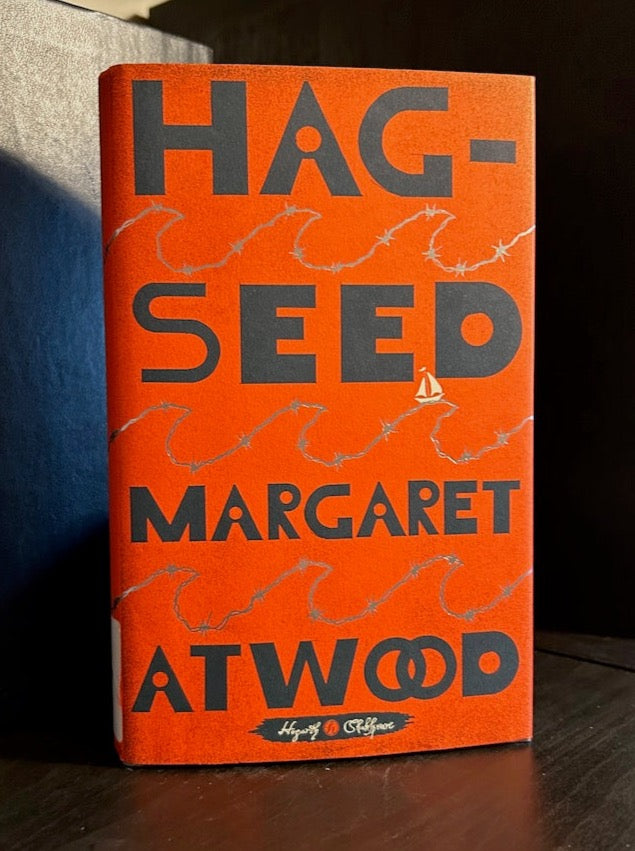 HAG-
SEED
MARGARET
ATWOOD
Hogarth h Shakespeare